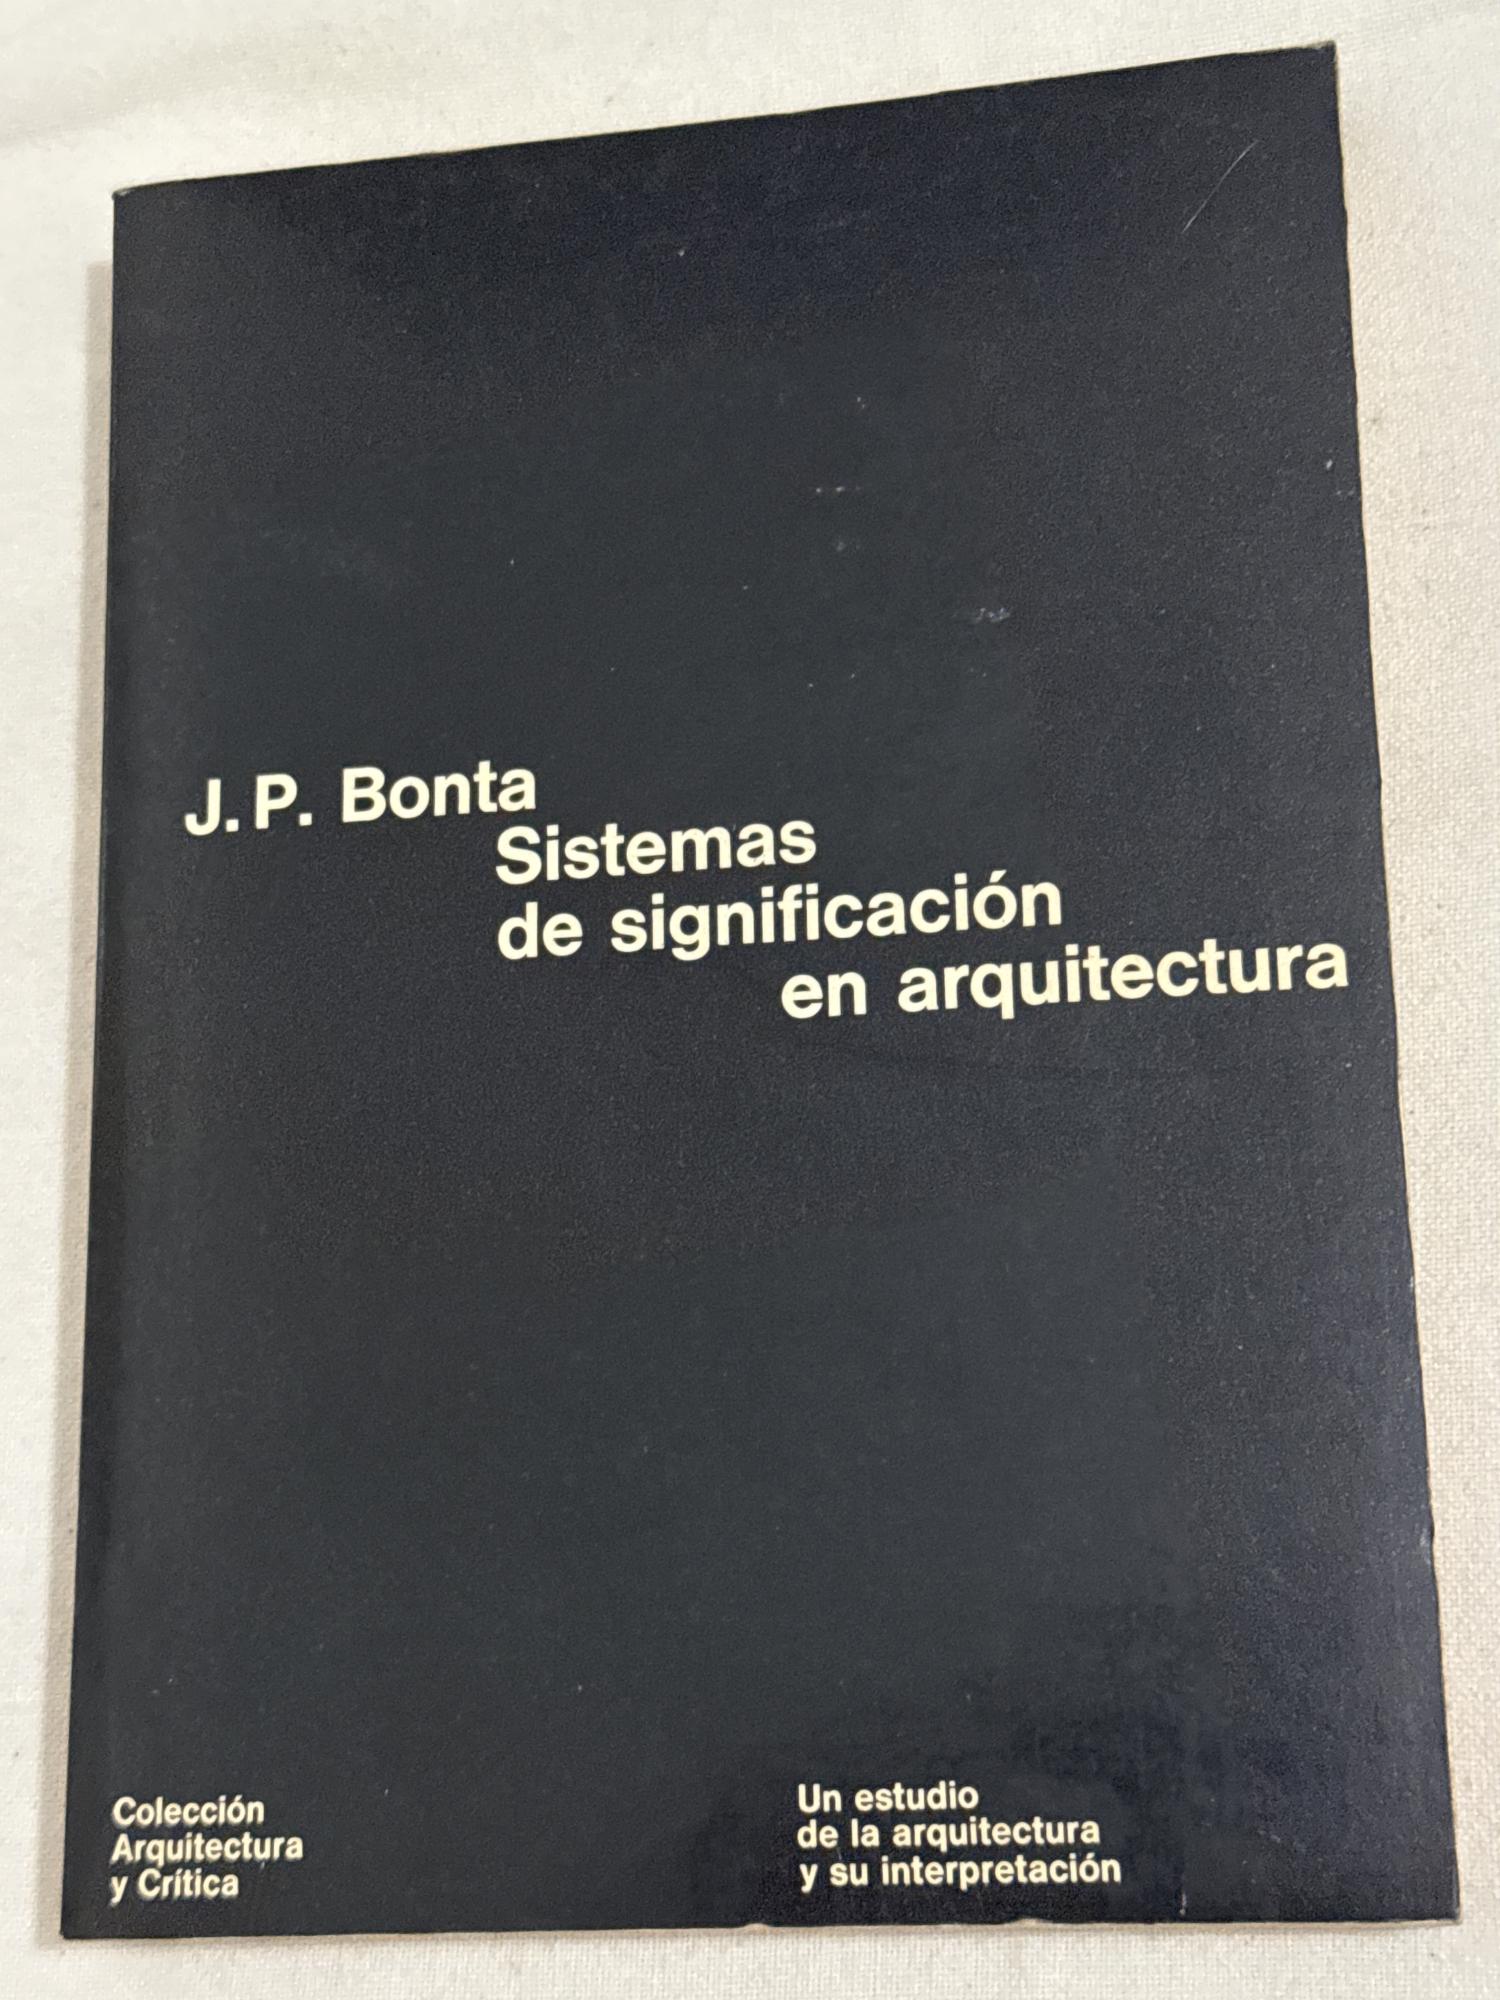 J.P. Bonta
Sistemas
de significación
en arquitectura
Colección
Arquitectura
y Crítica
Un estudio
de la arquitectura
y su interpretación